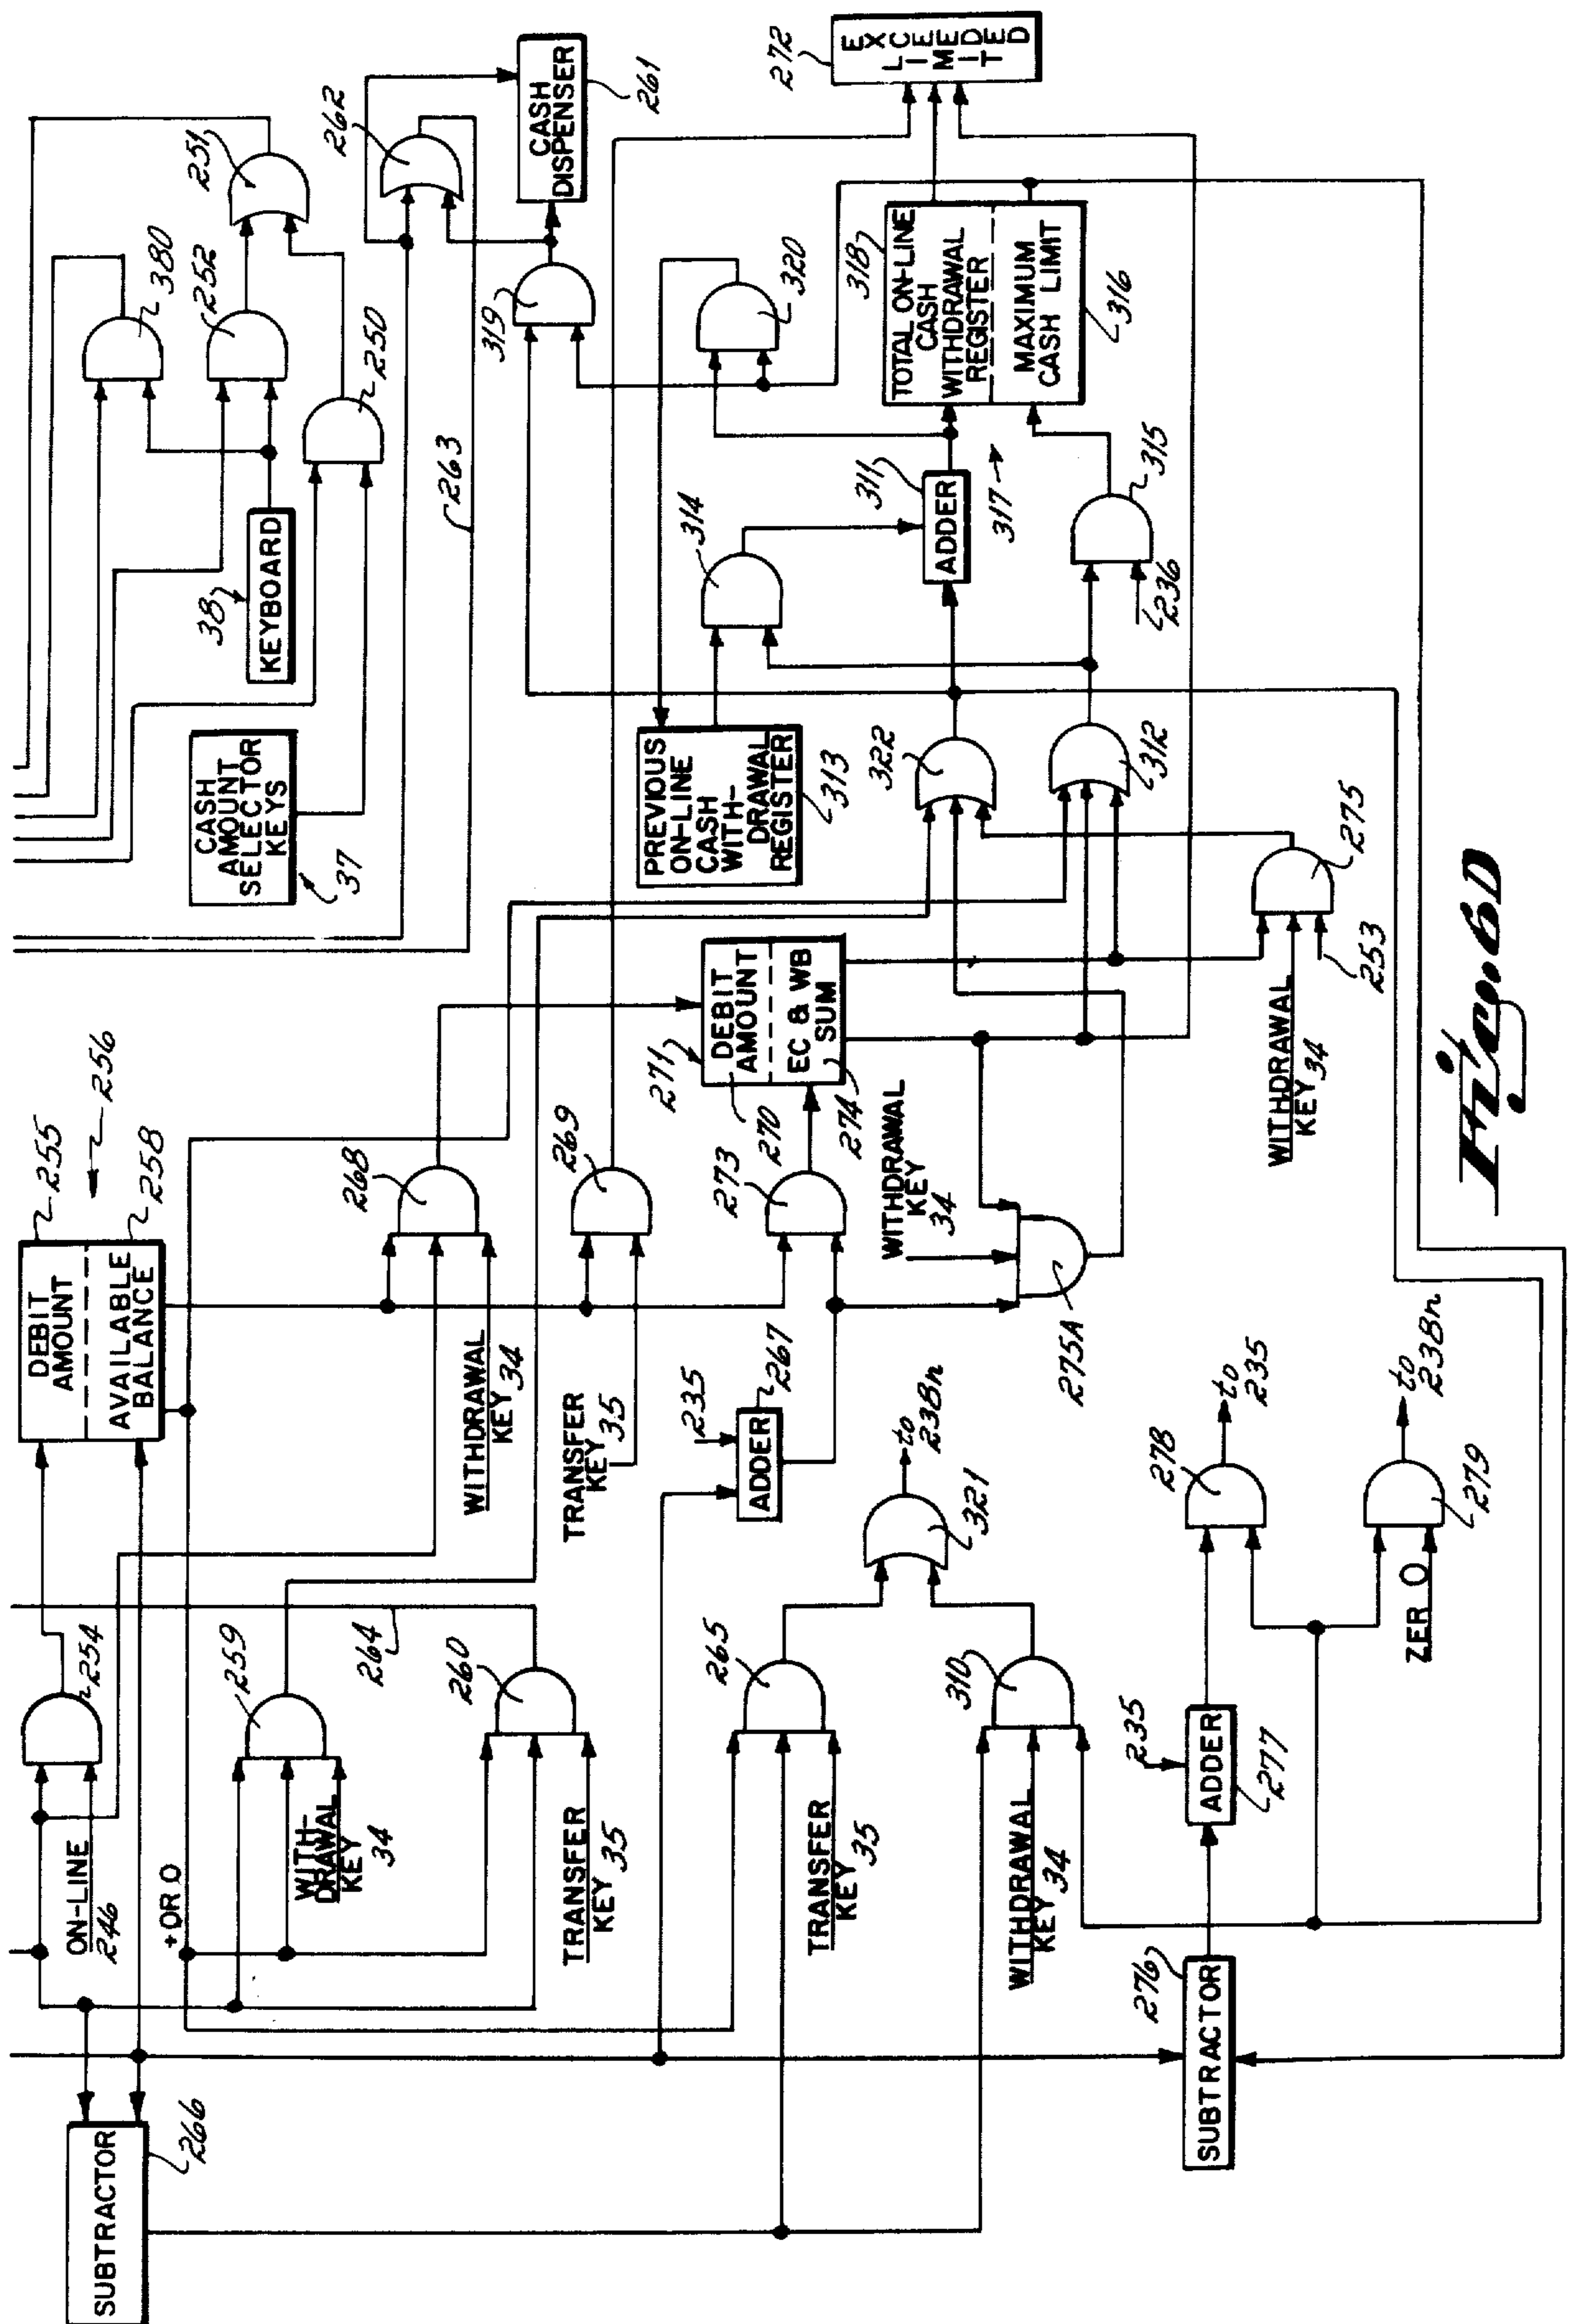 E
X
L C
I E
M E
I D
T E
E D
272
CASH
DISPENSER
261
262
251
380
252
250
263
38
KEYBOARD
CASH
AMOUNT
SELECTOR
KEYS
37
319
320
318
TOTAL ON-LINE
CASH
WITHDRAWAL
REGISTER
MAXIMUM
CASH LIMIT
316
314
311
ADDER
317
315
236
PREVIOUS
ON-LINE
CASH
WITH-
DRAWAL
REGISTER
313
322
312
275
253
WITHDRAWAL
KEY 34
255
256
DEBIT
AMOUNT
AVAILABLE
BALANCE
258
268
269
273
271
DEBIT
AMOUNT
EC & WB
SUM
270
274
WITHDRAWAL
KEY
34
275A
WITHDRAWAL
KEY 34
TRANSFER
KEY 35
235
ADDER
267
254
ON-LINE
246
+OR O
259
WITH-
DRAWAL
KEY
34
264
260
TRANSFER
KEY 35
265
TRANSFER
KEY 35
310
WITHDRAWAL
KEY 34
321
to
238n
SUBTRACTOR
266
SUBTRACTOR
276
235
ADDER
277
278
to
235
279
to
238n
ZERO
Fig. 6D